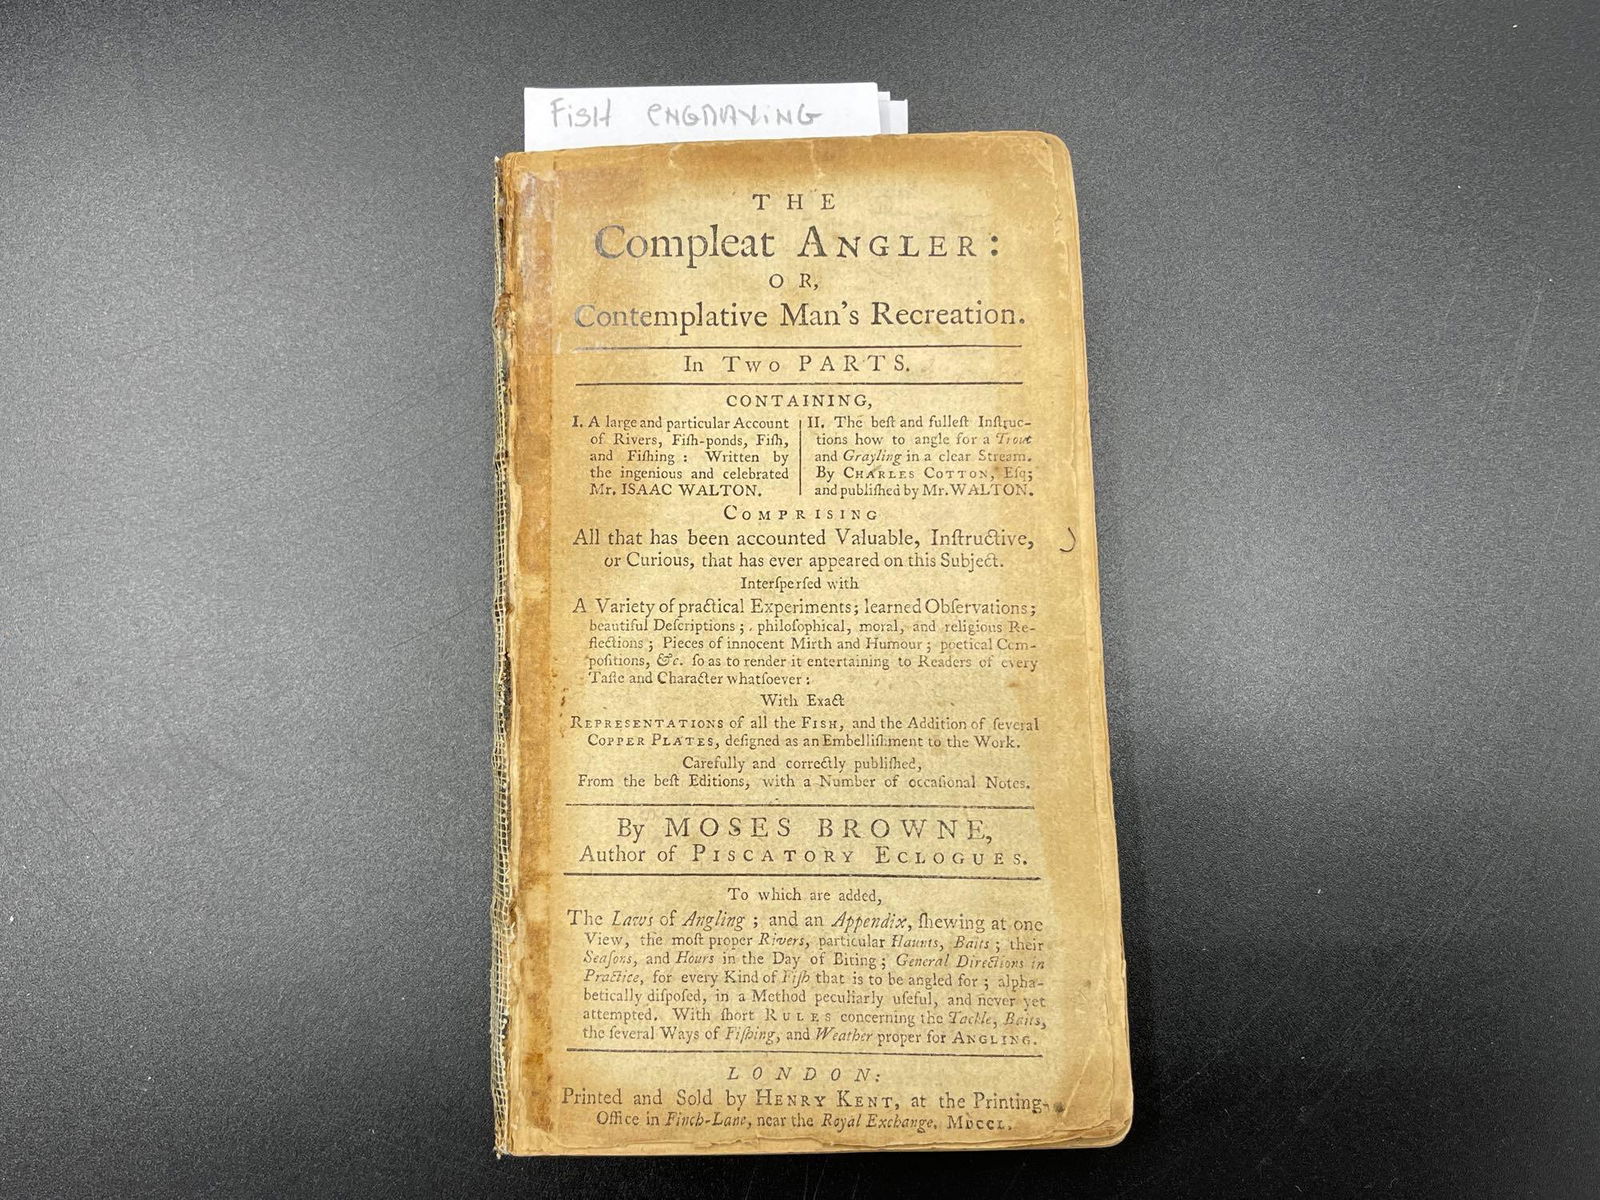 FISH ENGRAVING
THE
Compleat ANGLER:
OR,
Contemplative Man's Recreation.
In Two PARTS.
CONTAINING,
I. A large and particular Account
of Rivers, Fiſh-ponds, Fiſh,
and Fiſhing: Written by
the ingenious and celebrated
Mr. ISAAC WALTON.
II. The beſt and fulleſt Inſtruc-
tions how to angle for a Trout
and Grayling in a clear Stream.
By CHARLES COTTON, Eſq;
and publiſhed by Mr. WALTON.
COMPRISING
All that has been accounted Valuable, Inſtructive,
or Curious, that has ever appeared on this Subject.
Interſperſed with
A Variety of practical Experiments; learned Obſervations;
beautiful Deſcriptions; philoſophical, moral, and religious Re-
flections; Pieces of innocent Mirth and Humour; poetical Com-
poſitions, &c. ſo as to render it entertaining to Readers of every
Taſte and Character whatſoever:
With Exact
REPRESENTATIONS of all the FISH, and the Addition of ſeveral
COPPER PLATES, deſigned as an Embelliſhment to the Work.
Carefully and correctly publiſhed,
From the beſt Editions, with a Number of occaſional Notes.
By MOSES BROWNE,
Author of PISCATORY ECLOGUES.
To which are added,
The Laws of Angling; and an Appendix, ſhewing at one
View, the moſt proper Rivers, particular Haunts, Baits; their
Seaſons, and Hours in the Day of Biting; General Directions in
Practice, for every Kind of Fiſh that is to be angled for; alpha-
betically diſpoſed, in a Method peculiarly uſeful, and never yet
attempted. With ſhort RULES concerning the Tackle, Baits,
the ſeveral Ways of Fiſhing, and Weather proper for ANGLING.
LONDON:
Printed and Sold by HENRY KENT, at the Printing-
Office in Finch-Lane, near the Royal Exchange. MDCCL.